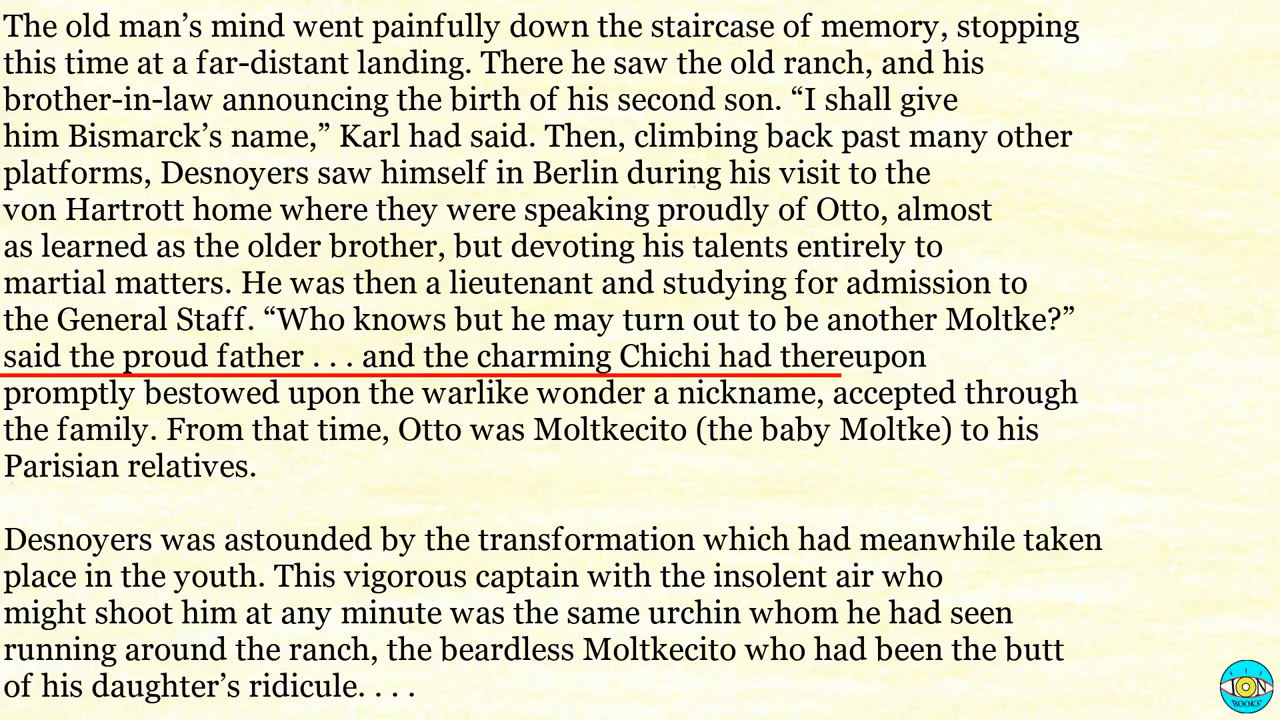 The old man’s mind went painfully down the staircase of memory, stopping
this time at a far-distant landing. There he saw the old ranch, and his
brother-in-law announcing the birth of his second son. “I shall give
him Bismarck’s name,” Karl had said. Then, climbing back past many other
platforms, Desnoyers saw himself in Berlin during his visit to the
von Hartrott home where they were speaking proudly of Otto, almost
as learned as the older brother, but devoting his talents entirely to
martial matters. He was then a lieutenant and studying for admission to
the General Staff. “Who knows but he may turn out to be another Moltke?”
said the proud father . . . and the charming Chichi had thereupon
promptly bestowed upon the warlike wonder a nickname, accepted through
the family. From that time, Otto was Moltkecito (the baby Moltke) to his
Parisian relatives.
Desnoyers was astounded by the transformation which had meanwhile taken
place in the youth. This vigorous captain with the insolent air who
might shoot him at any minute was the same urchin whom he had seen
running around the ranch, the beardless Moltkecito who had been the butt
of his daughter’s ridicule. . . .
ION
BOOKS